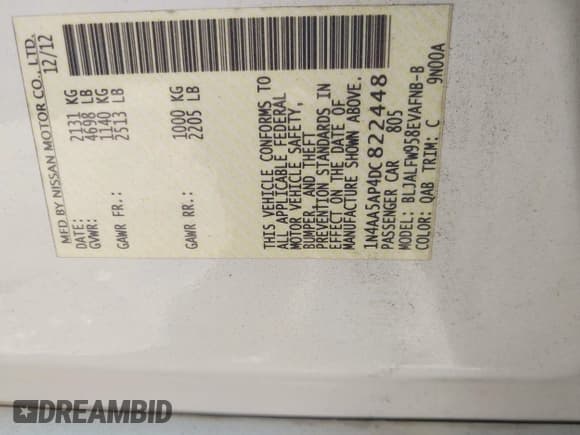 MFD BY NISSAN MOTOR CO., LTD.
DATE: 12/12
GVWR: 2131 KG
4698 LB
GAWR FR.: 1140 KG
2513 LB
GAWR RR.: 1000 KG
2205 LB
THIS VEHICLE CONFORMS TO
ALL APPLICABLE FEDERAL
MOTOR VEHICLE SAFETY,
BUMPER, AND THEFT
PREVENTION STANDARDS IN
EFFECT ON THE DATE OF
MANUFACTURE SHOWN ABOVE.
1N4AA5AP4DC822448
PASSENGER CAR 805
MODEL: BLJALFW958EVAFNB-B
COLOR: QAB TRIM: C 9N00A
DREAMBID